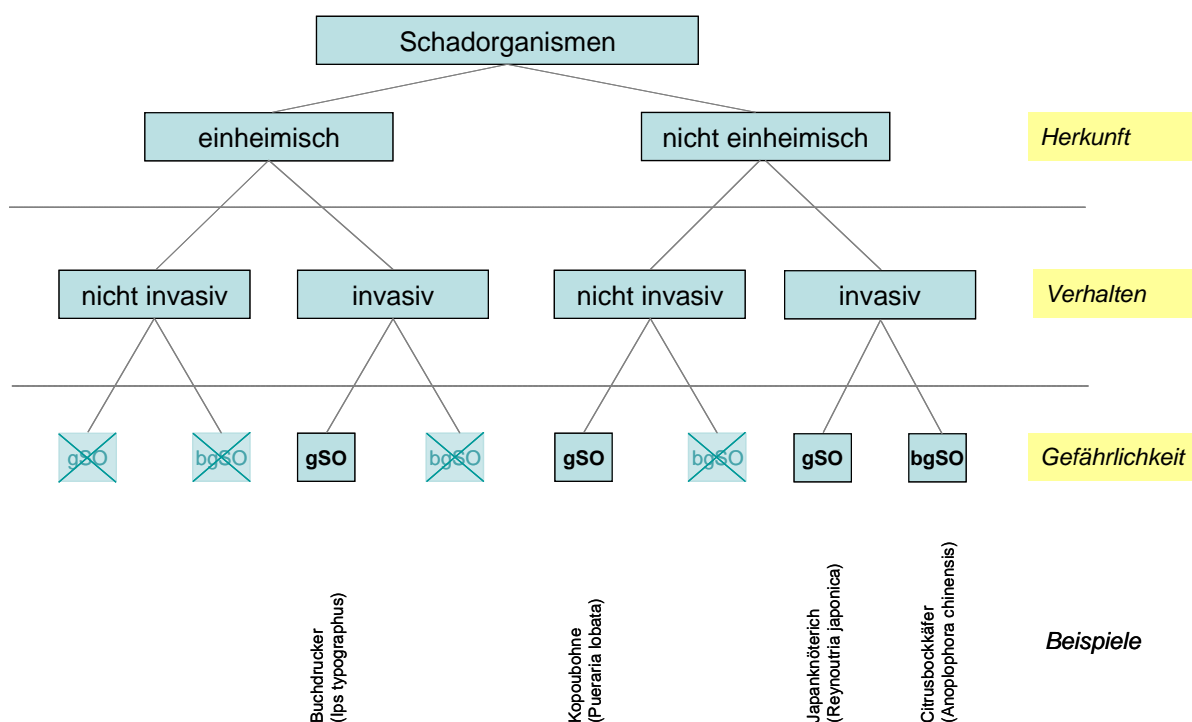 Schadorganismen
einheimisch
nicht einheimisch
Herkunft
nicht invasiv
invasiv
nicht invasiv
invasiv
Verhalten
gSO
bgSO
gSO
bgSO
gSO
bgSO
gSO
bgSO
Gefährlichkeit
Buchdrucker
(Ips typographus)
Kopoubohne
(Pueraria lobata)
Japanknöterich
(Reynoutria japonica)
Citrusbockkäfer
(Anoplophora chinensis)
Beispiele